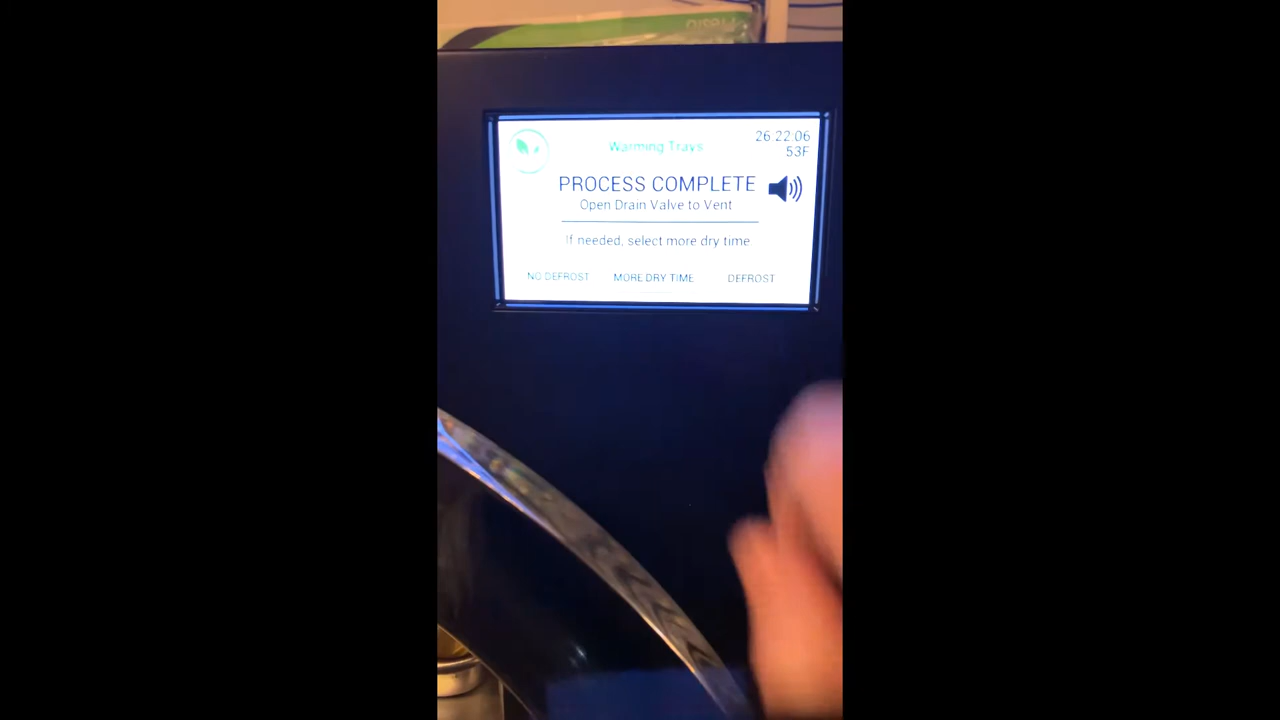 Warming Trays
26:22:06
53F
PROCESS COMPLETE
Open Drain Valve to Vent
If needed, select more dry time
NO DEFROST
MORE DRY TIME
DEFROST